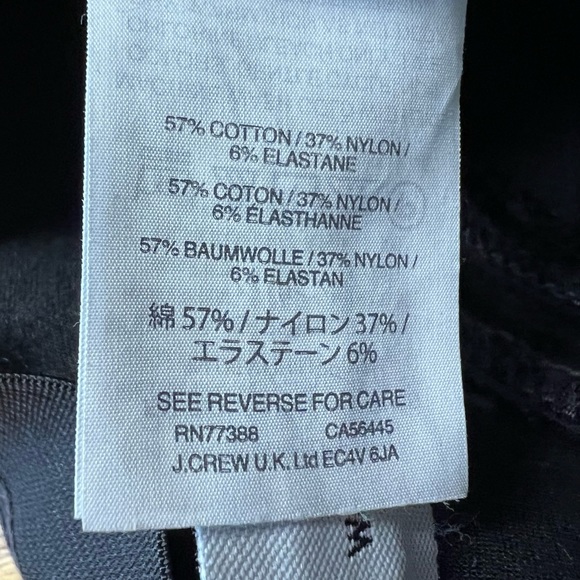 57% COTTON / 37% NYLON /
6% ELASTANE
57% COTON / 37% NYLON /
6% ÉLASTHANNE
57% BAUMWOLLE / 37% NYLON /
6% ELASTAN
綿 57% / ナイロン 37% /
エラステーン 6%
SEE REVERSE FOR CARE
RN77388 CA56445
J.CREW U.K. Ltd EC4V 6JA